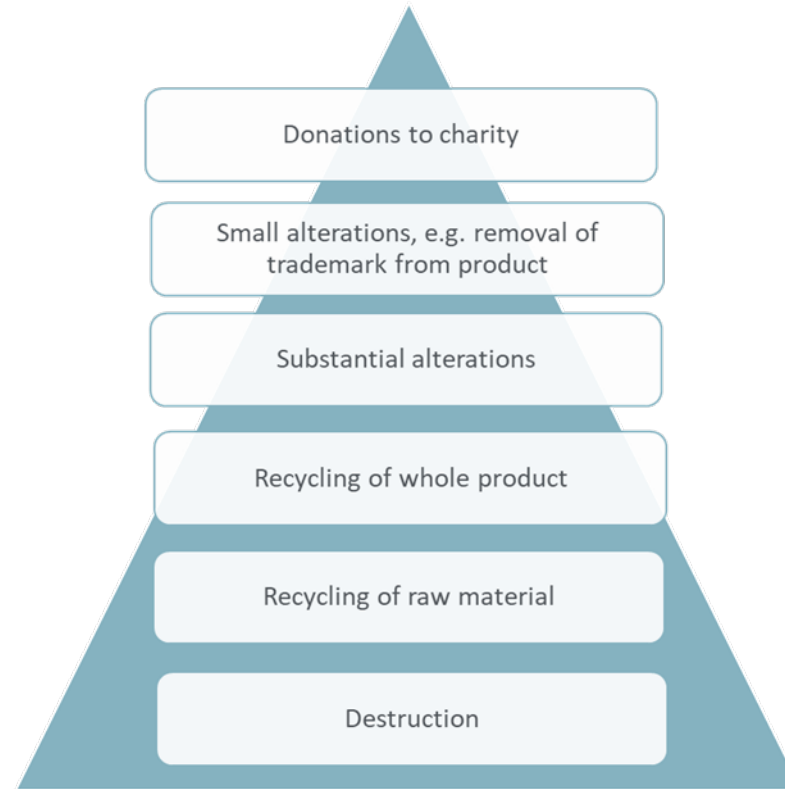 Donations to charity
Small alterations, e.g. removal of
trademark from product
Substantial alterations
Recycling of whole product
Recycling of raw material
Destruction